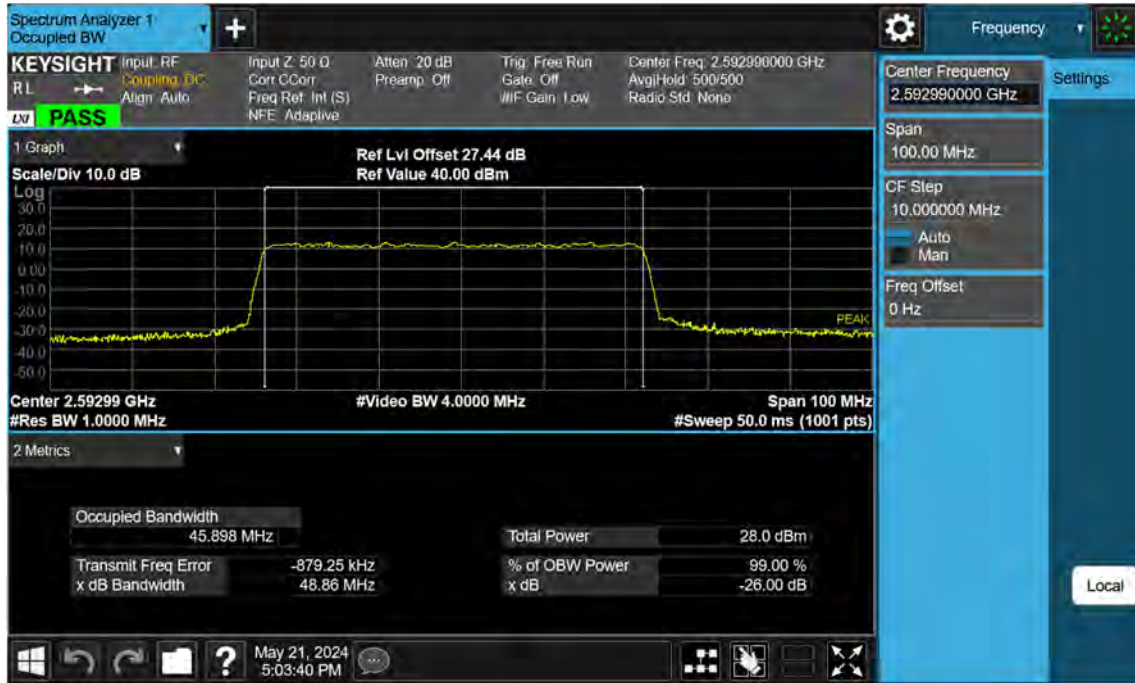 Spectrum Analyzer 1
Occupied BW
+
Frequency
KEYSIGHT
R L
LXI
PASS
Input: RF
Coupling: DC
Align: Auto
Input Z: 50 Ω
Corr CCorr
Freq Ref: Int (S)
NFE: Adaptive
Atten: 20 dB
Preamp: Off
Trig: Free Run
Gate: Off
#IF Gain: Low
Center Freq: 2.592990000 GHz
Avg|Hold: 500/500
Radio Std: None
Center Frequency
2.592990000 GHz
Settings
Span
100.00 MHz
CF Step
10.000000 MHz
Auto
Man
Freq Offset
0 Hz
1 Graph
Scale/Div 10.0 dB
Ref Lvl Offset 27.44 dB
Ref Value 40.00 dBm
Log
30.0
20.0
10.0
0.00
-10.0
-20.0
-30.0
-40.0
-50.0
PEAK
Center 2.59299 GHz
#Res BW 1.0000 MHz
#Video BW 4.0000 MHz
Span 100 MHz
#Sweep 50.0 ms (1001 pts)
2 Metrics
Occupied Bandwidth
45.898 MHz
Transmit Freq Error -879.25 kHz
x dB Bandwidth 48.86 MHz
Total Power 28.0 dBm
% of OBW Power 99.00 %
x dB -26.00 dB
Local
?
May 21, 2024
5:03:40 PM